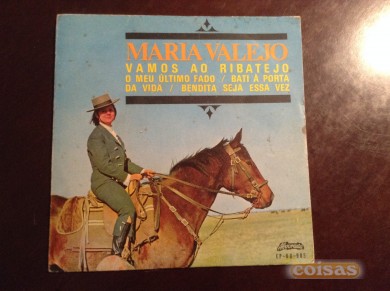 MARIA VALEJO
VAMOS AO RIBATEJO
O MEU ÚLTIMO FADO / BATI À PORTA
DA VIDA / BENDITA SEJA ESSA VEZ
coisas